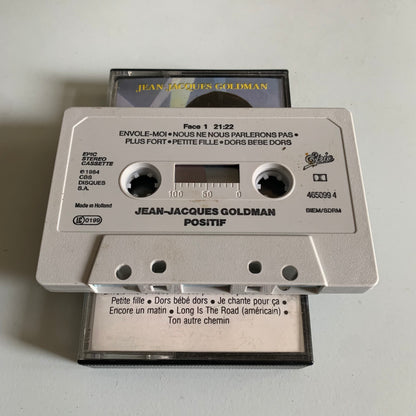 JEAN-JACQUES GOLDMAN
Face 1 21:22
ENVOLE-MOI • NOUS NE NOUS PARLERONS PAS •
PLUS FORT • PETITE FILLE • DORS BEBE DORS
EPIC
STEREO
CASSETTE
℗ 1984
CBS
DISQUES
S.A.
Made in Holland
0199
Epic
465099 4
BIEM/SDRM
100 50 0
JEAN-JACQUES GOLDMAN
POSITIF
Petite fille • Dors bébé dors • Je chante pour ça •
Encore un matin • Long Is The Road (américain) •
Ton autre chemin